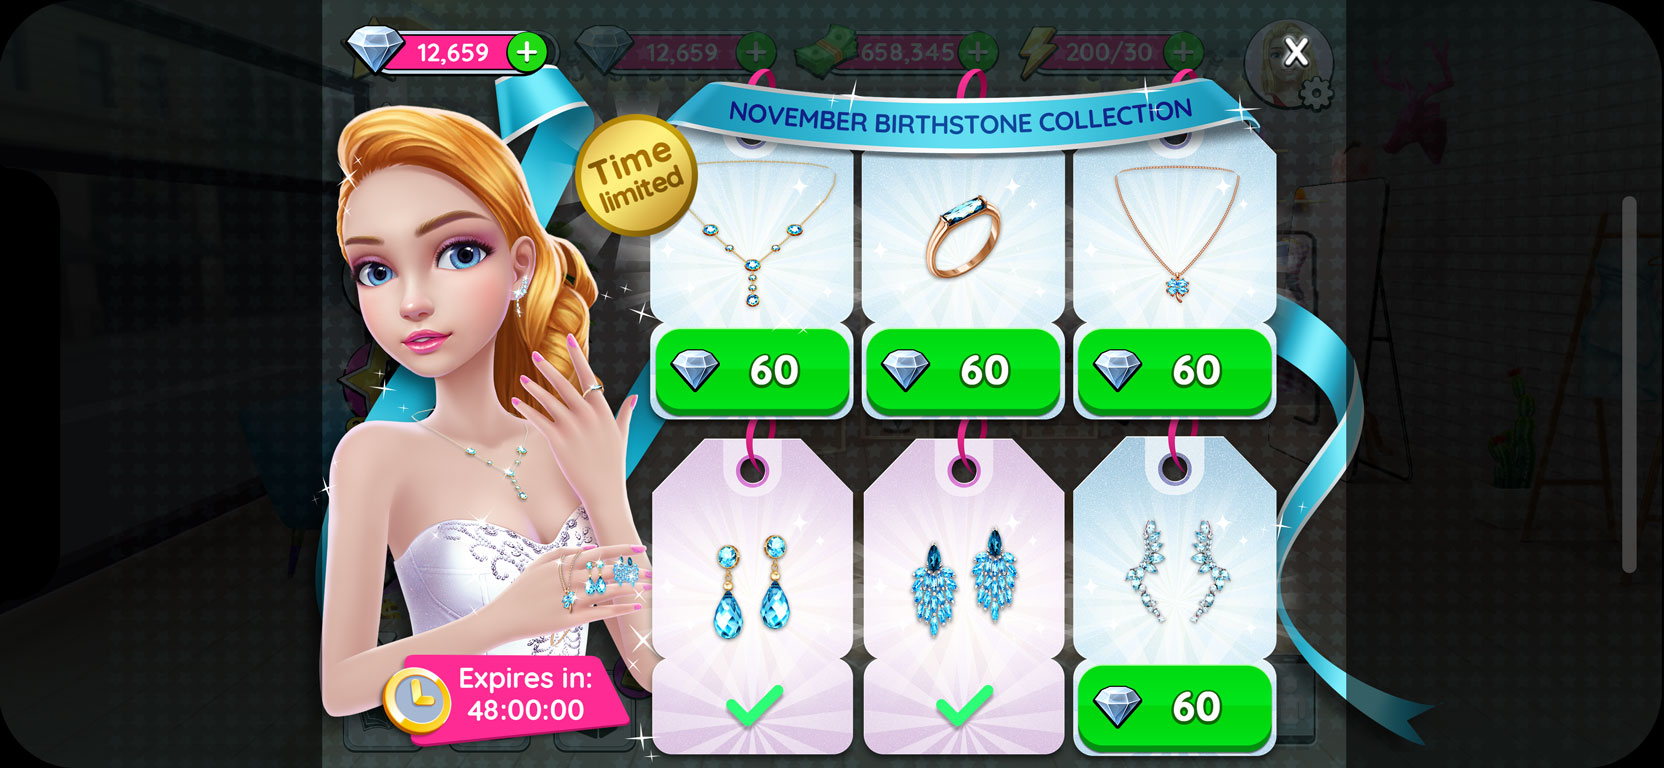 12,659
12,659
658,345
200/30
X
NOVEMBER BIRTHSTONE COLLECTION
Time
limited
60
60
60
Expires in:
48:00:00
60